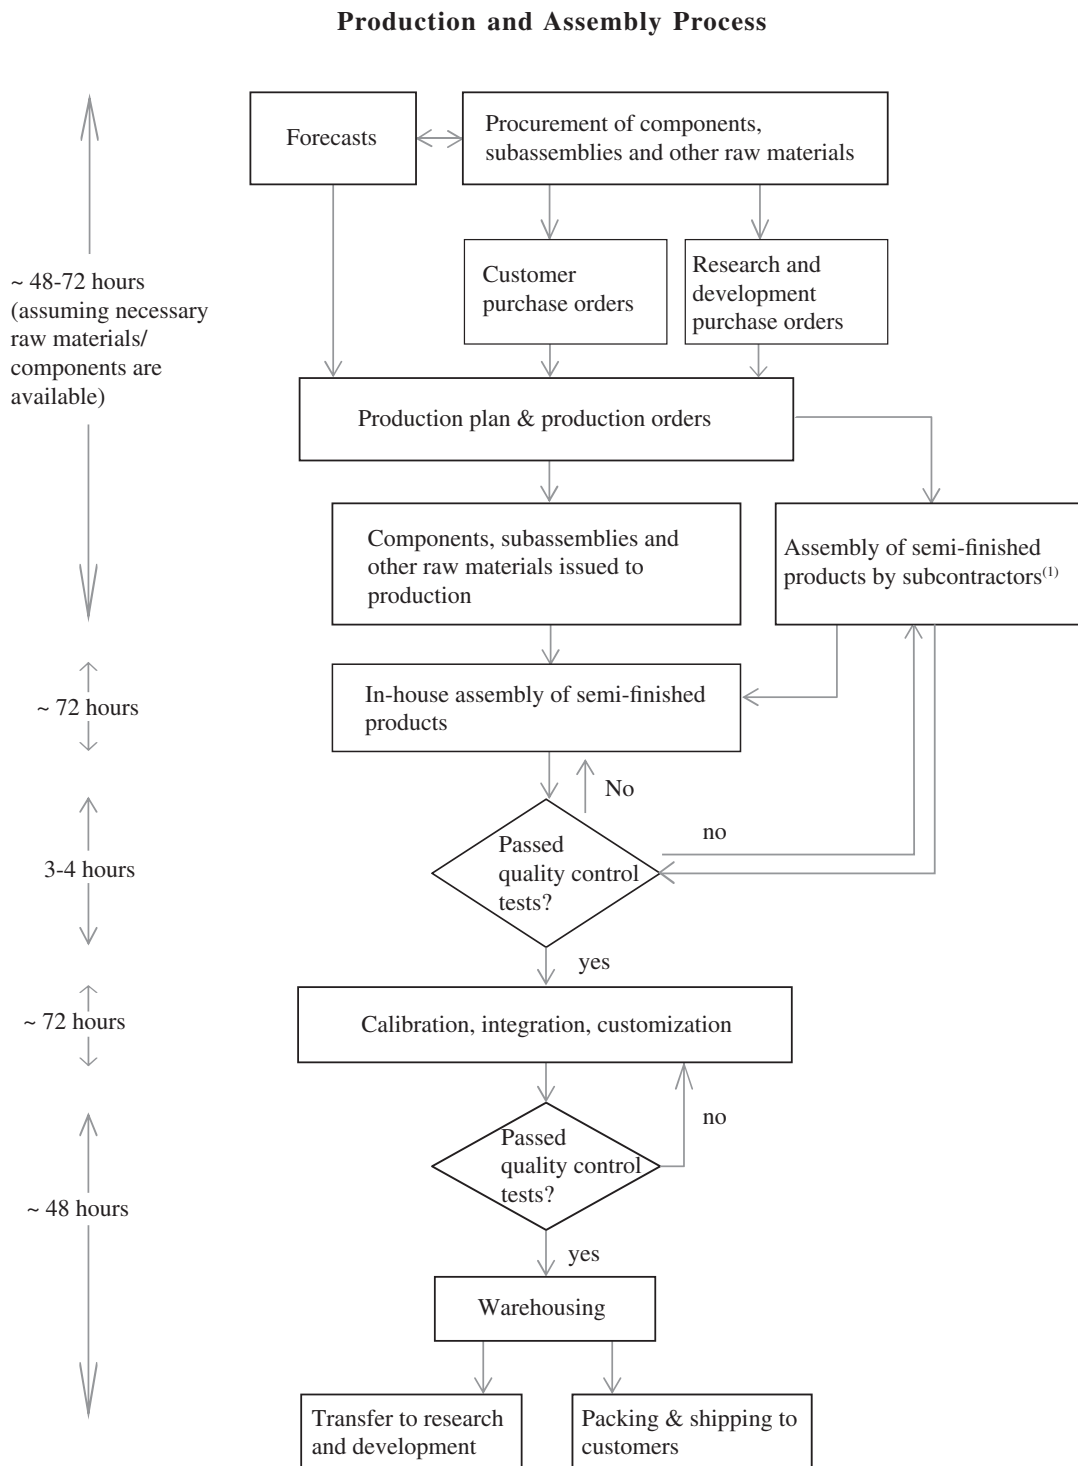 Production and Assembly Process
Forecasts
Procurement of components,
subassemblies and other raw materials
~ 48-72 hours
(assuming necessary
raw materials/
components are
available)
Customer
purchase orders
Research and
development
purchase orders
Production plan & production orders
Components, subassemblies and
other raw materials issued to
production
Assembly of semi-finished
products by subcontractors(1)
~ 72 hours
In-house assembly of semi-finished
products
No
3-4 hours
Passed
quality control
tests?
no
yes
~ 72 hours
Calibration, integration, customization
no
~ 48 hours
Passed
quality control
tests?
yes
Warehousing
Transfer to research
and development
Packing & shipping to
customers